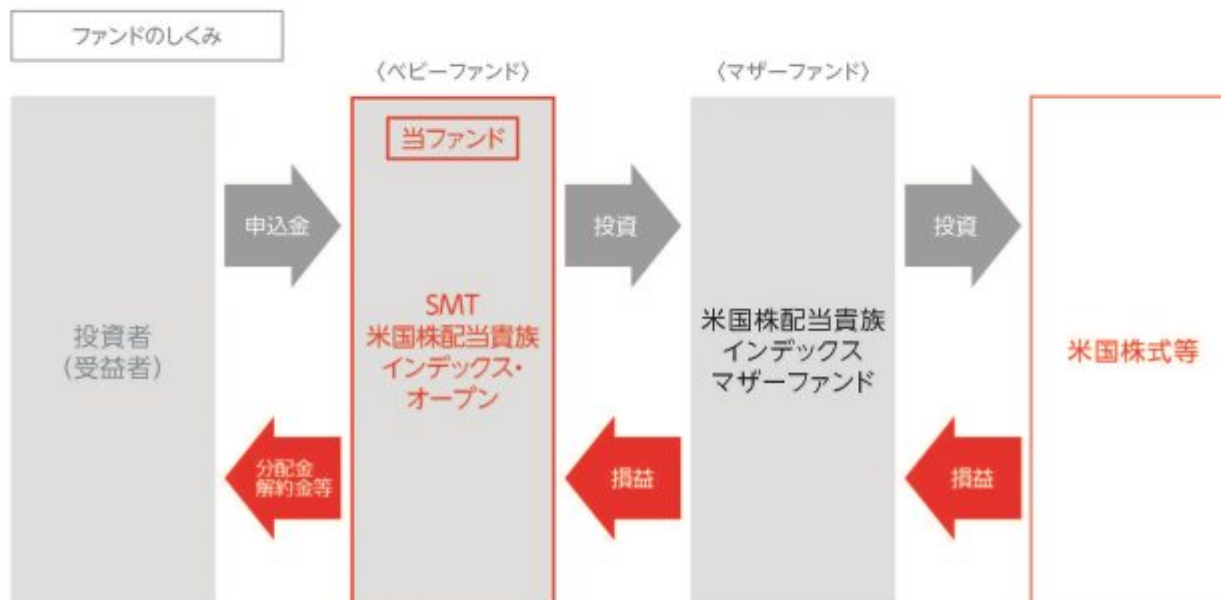 ファンドのしくみ
〈ベビーファンド〉
〈マザーファンド〉
当ファンド
申込金
投資
投資
投資者
(受益者)
SMT
米国株配当貴族
インデックス・
オープン
米国株配当貴族
インデックス
マザーファンド
米国株式等
分配金
解約金等
損益
損益